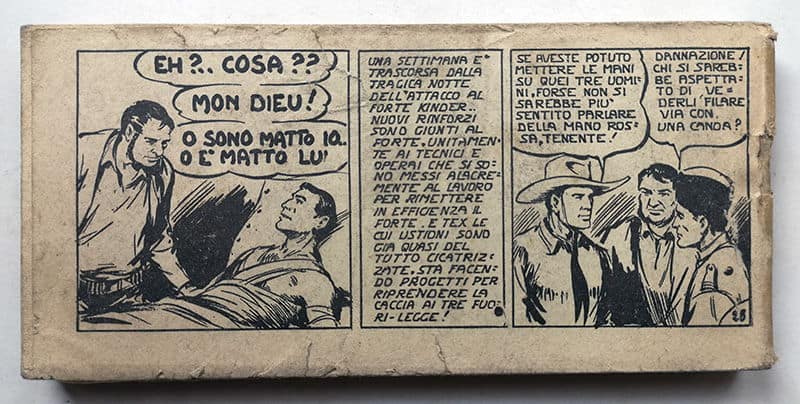 EH?.. COSA??
MON DIEU!
O SONO MATTO IO..
O E' MATTO LUI
UNA SETTIMANA E'
TRASCORSA DALLA
TRAGICA NOTTE
DELL'ATTACCO AL
FORTE KINDER..
NUOVI RINFORZI
SONO GIUNTI AL
FORTE. UNITAMEN-
TE AI TECNICI E
OPERAI CHE SI SO-
NO MESSI ALACRE-
MENTE AL LAVORO
PER RIMETTERE
IN EFFICENZA IL
FORTE. E TEX LE
CUI USTIONI SONO
GIA QUASI DEL
TUTTO CICATRIZ-
ZATE, STA FACEN-
DO PROGETTI PER
RIPRENDERE LA
CACCIA AI TRE FUO-
RI-LEGGE!
SE AVESTE POTUTO
METTERE LE MANI
SU QUEI TRE UOMI-
NI, FORSE NON SI
SAREBBE PIU'
SENTITO PARLARE
DELLA MANO ROS-
SA, TENENTE!
DANNAZIONE!
CHI SI SAREB-
BE ASPETTA-
TO DI VE-
DERLI FILARE
VIA CON
UNA CANOA?
28